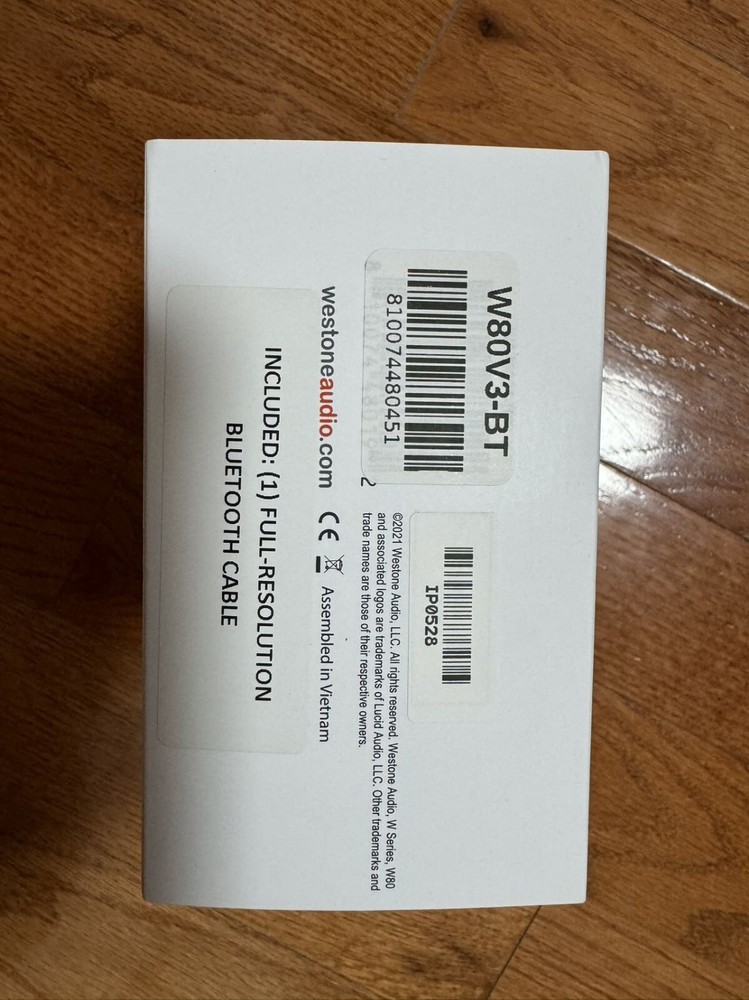 W80V3-BT
810074480451
2
IP0528
©2021 Westone Audio, LLC. All rights reserved. Westone Audio, W Series, W80
and associated logos are trademarks of Lucid Audio, LLC. Other trademarks and
trade names are those of their respective owners.
westoneaudio.com CE Assembled in Vietnam
INCLUDED: (1) FULL-RESOLUTION
BLUETOOTH CABLE